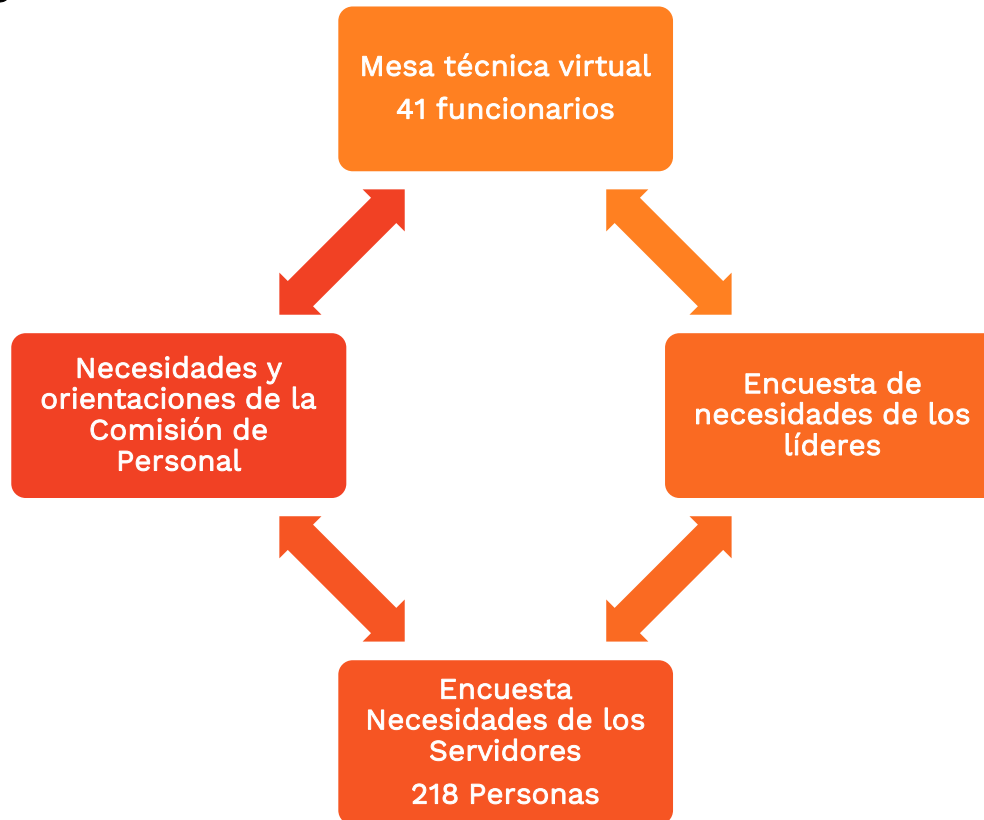 Mesa técnica virtual
41 funcionarios
Necesidades y
orientaciones de la
Comisión de
Personal
Encuesta de
necesidades de los
líderes
Encuesta
Necesidades de los
Servidores
218 Personas